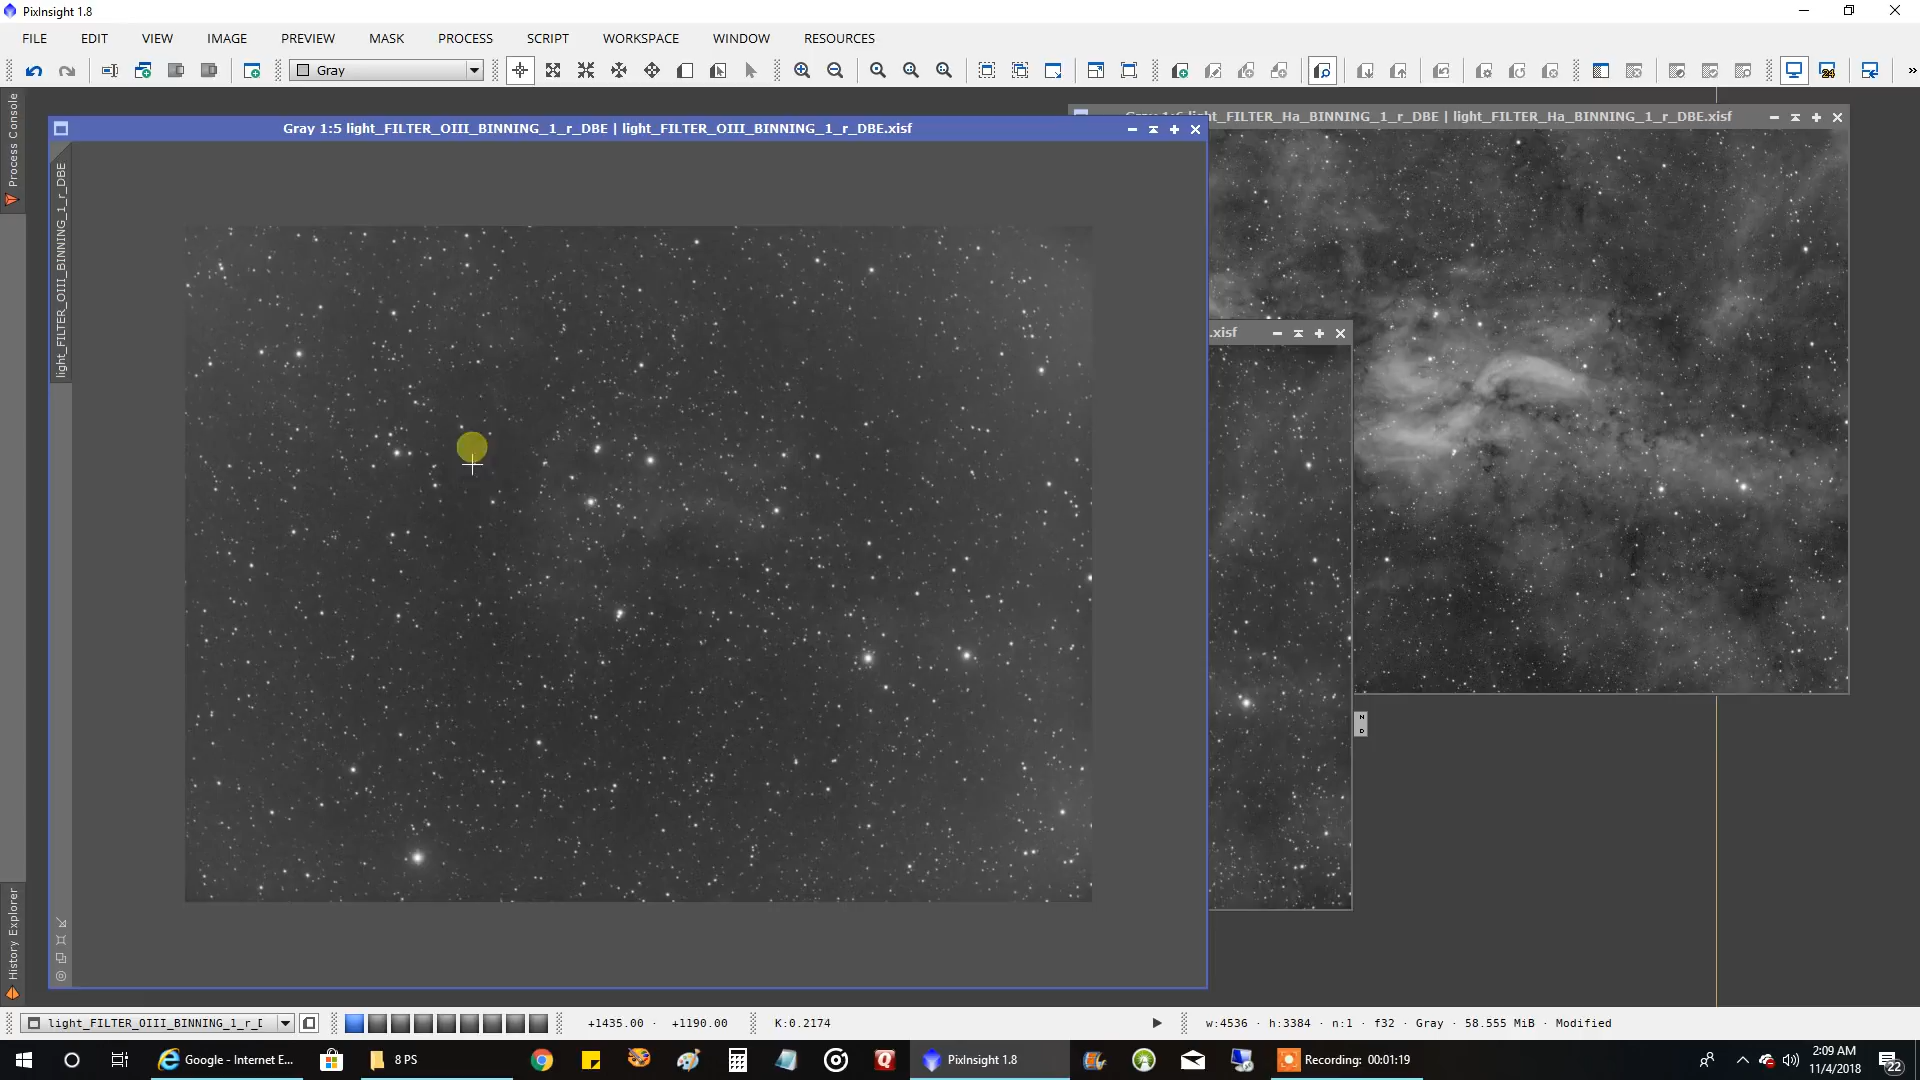 PixInsight 1.8
FILE EDIT VIEW IMAGE PREVIEW MASK PROCESS SCRIPT WORKSPACE WINDOW RESOURCES
Gray
24
Process Console
History Explorer
Gray 1:5 light_FILTER_OIII_BINNING_1_r_DBE | light_FILTER_OIII_BINNING_1_r_DBE.xisf
light_FILTER_OIII_BINNING_1_r_DBE
light_FILTER_Ha_BINNING_1_r_DBE | light_FILTER_Ha_BINNING_1_r_DBE.xisf
.xisf
N
D
light_FILTER_OIII_BINNING_1_r_D
+1435.00 · +1190.00
K:0.2174
w:4536 · h:3384 · n:1 · f32 · Gray · 58.555 MiB · Modified
Google - Internet E...
8 PS
PixInsight 1.8
Recording: 00:01:19
2:09 AM
11/4/2018
22